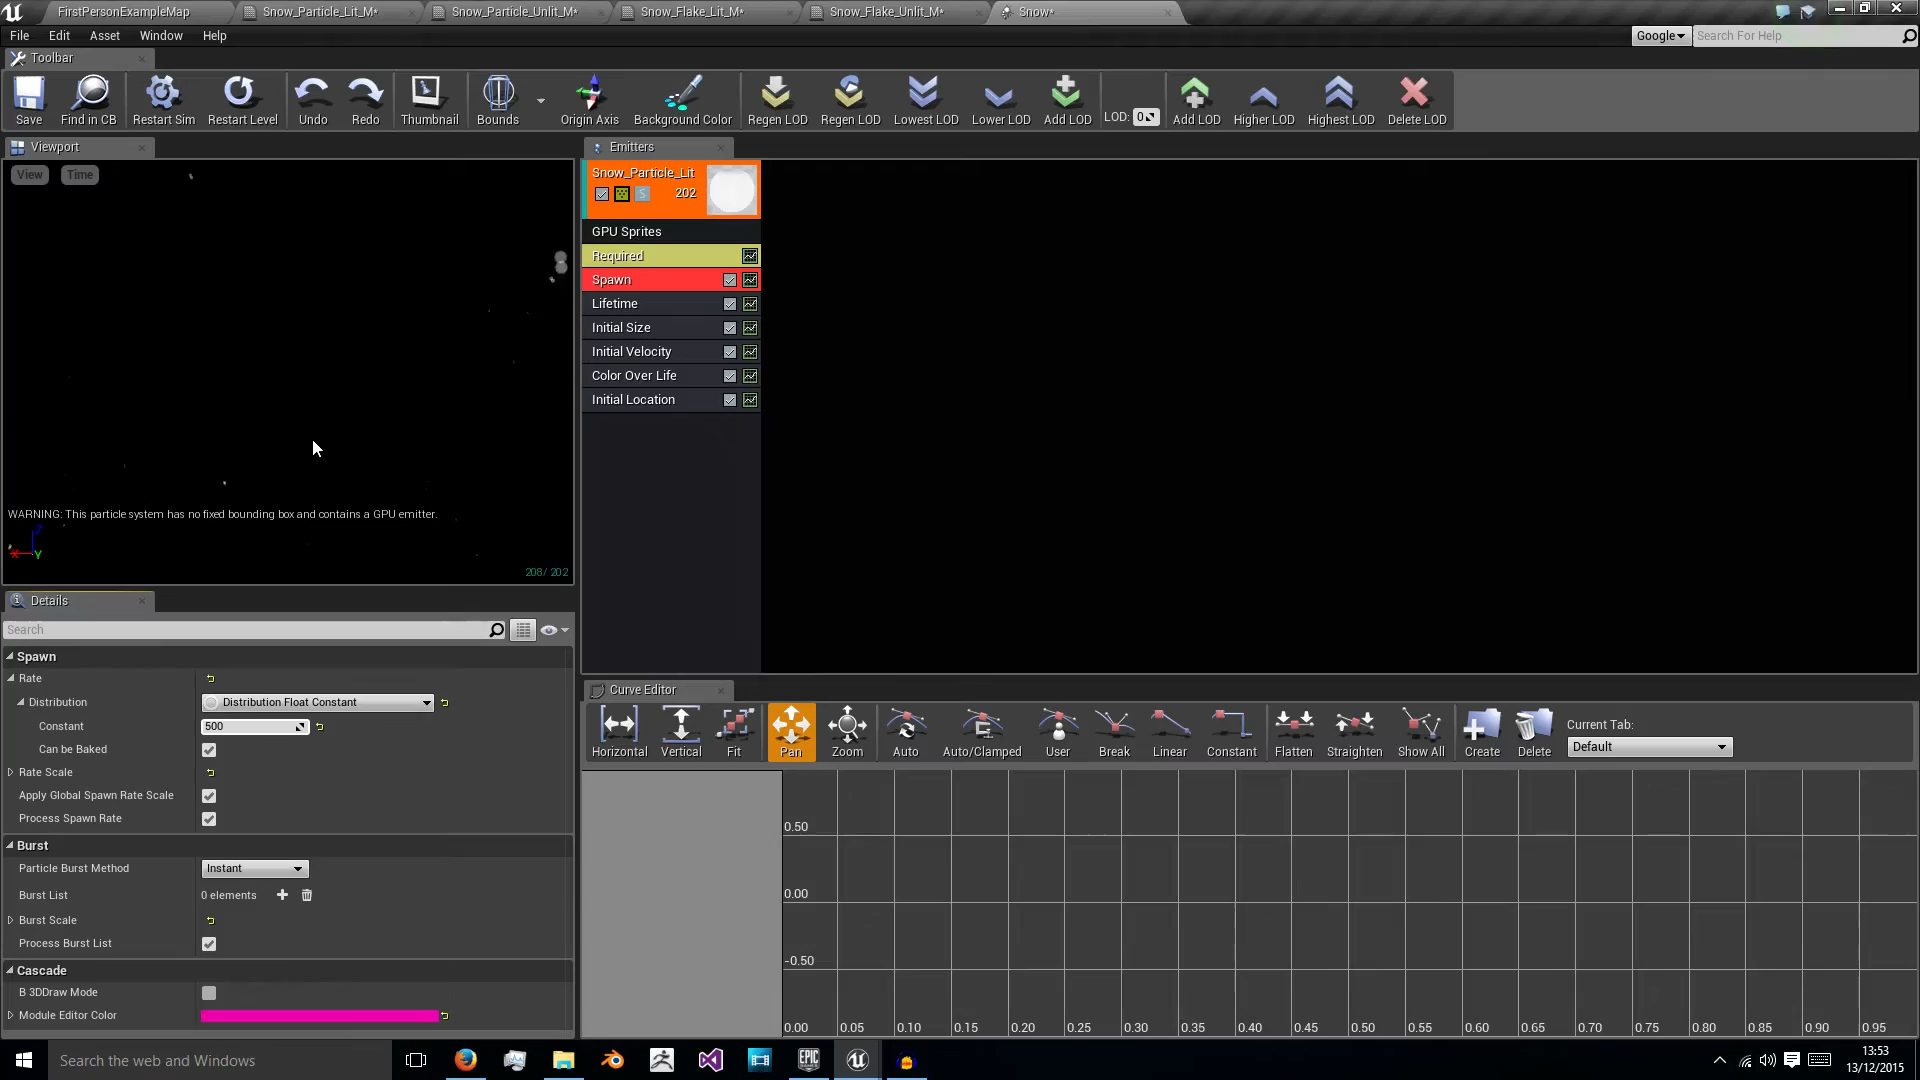 FirstPersonExampleMap
Snow_Particle_Lit_M*
Snow_Particle_Unlit_M*
Snow_Flake_Lit_M*
Snow_Flake_Unlit_M*
Snow*
File Edit Asset Window Help
Google
Search For Help
Toolbar
Save
Find in CB
Restart Sim
Restart Level
Undo
Redo
Thumbnail
Bounds
Origin Axis
Background Color
Regen LOD
Regen LOD
Lowest LOD
Lower LOD
Add LOD
LOD: 0
Add LOD
Higher LOD
Highest LOD
Delete LOD
Viewport
View
Time
WARNING: This particle system has no fixed bounding box and contains a GPU emitter.
Z
X
Y
208/ 202
Emitters
Snow_Particle_Lit
S
202
GPU Sprites
Required
Spawn
Lifetime
Initial Size
Initial Velocity
Color Over Life
Initial Location
Details
Search
Spawn
Rate
Distribution
Distribution Float Constant
Constant
500
Can be Baked
Rate Scale
Apply Global Spawn Rate Scale
Process Spawn Rate
Burst
Particle Burst Method
Instant
Burst List
0 elements
Burst Scale
Process Burst List
Cascade
B 3DDraw Mode
Module Editor Color
Curve Editor
Horizontal
Vertical
Fit
Pan
Zoom
Auto
Auto/Clamped
User
Break
Linear
Constant
Flatten
Straighten
Show All
Create
Delete
Current Tab:
Default
0.50
0.00
-0.50
0.00 0.05 0.10 0.15 0.20 0.25 0.30 0.35 0.40 0.45 0.50 0.55 0.60 0.65 0.70 0.75 0.80 0.85 0.90 0.95
Search the web and Windows
EPIC GAMES
13:53
13/12/2015